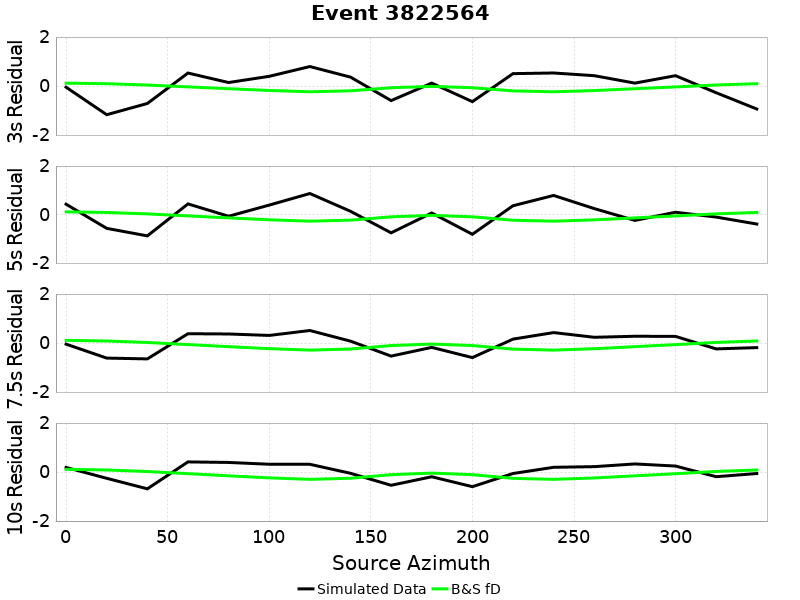 Event 3822564
3s Residual
2
0
-2
5s Residual
2
0
-2
7.5s Residual
2
0
-2
10s Residual
2
0
-2
0 50 100 150 200 250 300
Source Azimuth
Simulated Data B&S fD